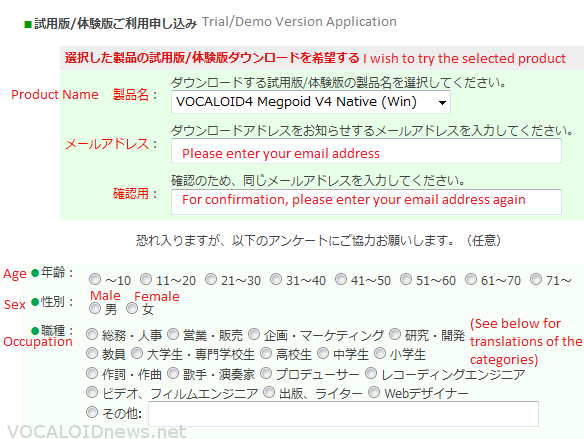 ■試用版/体験版ご利用申し込み Trial/Demo Version Application
選択した製品の試用版/体験版ダウンロードを希望する I wish to try the selected product
ダウンロードする試用版/体験版の製品名を選択してください。
Product Name 製品名： VOCALOID4 Megpoid V4 Native (Win)
ダウンロードアドレスをお知らせするメールアドレスを入力してください。
メールアドレス： Please enter your email address
確認のため、同じメールアドレスを入力してください。
確認用： For confirmation, please enter your email address again
恐れ入りますが、以下のアンケートにご協力お願いします。（任意）
Age ●年齢： ～10 11～20 21～30 31～40 41～50 51～60 61～70 71～
Male Female
Sex ●性別： 男 女
●職種：
Occupation 総務・人事 営業・販売 企画・マーケティング 研究・開発
教員 大学生・専門学校生 高校生 中学生 小学生
作詞・作曲 歌手・演奏家 プロデューサー レコーディングエンジニア
ビデオ、フィルムエンジニア 出版、ライター Webデザイナー
その他:
(See below for
translations of the
categories)
VOCALOIDnews.net